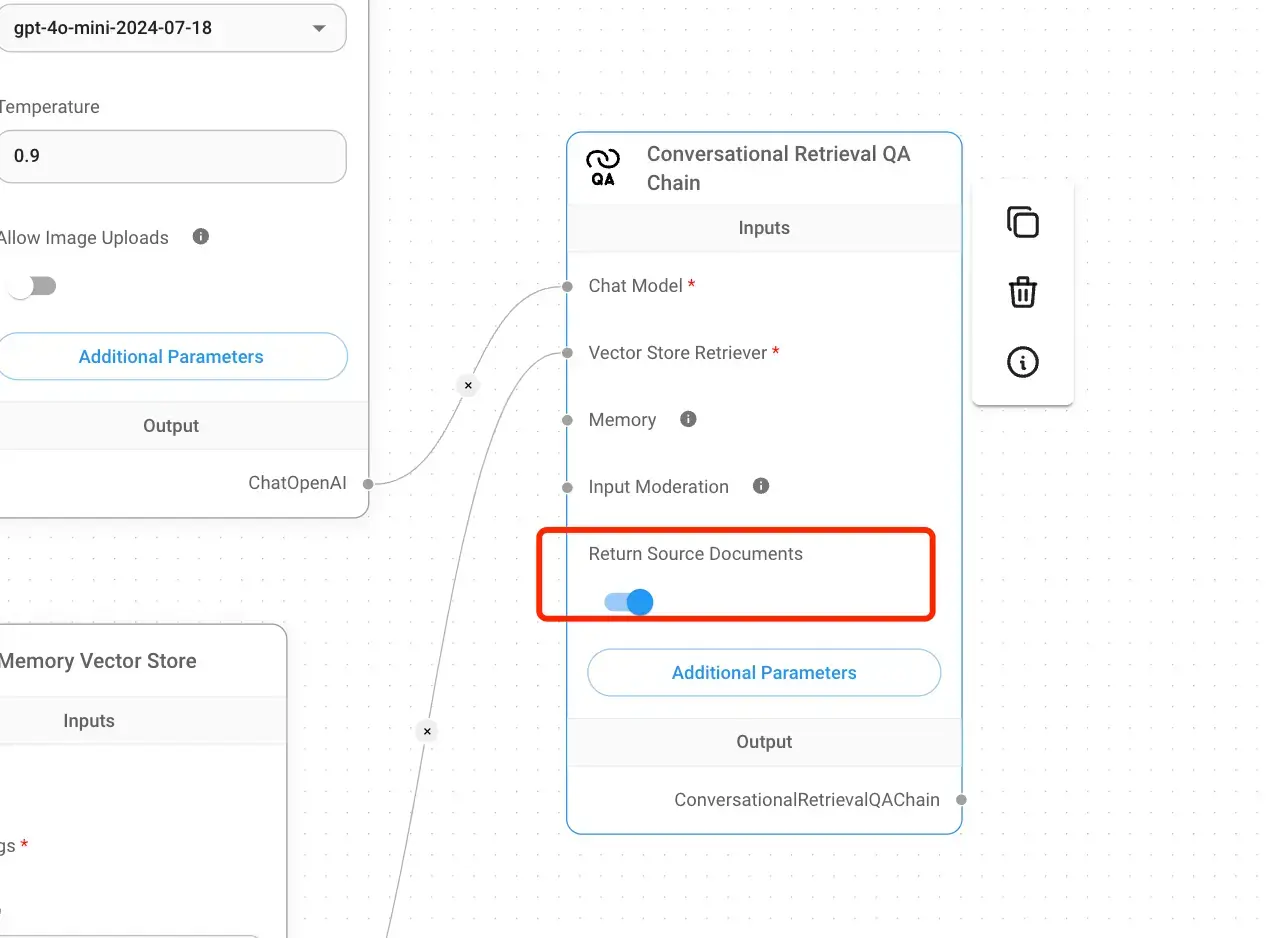 gpt-4o-mini-2024-07-18
Temperature
0.9
Allow Image Uploads
Additional Parameters
Output
ChatOpenAI
Memory Vector Store
Inputs
gs *
QA
Conversational Retrieval QA
Chain
Inputs
Chat Model *
Vector Store Retriever *
Memory
Input Moderation
Return Source Documents
Additional Parameters
Output
ConversationalRetrievalQAChain